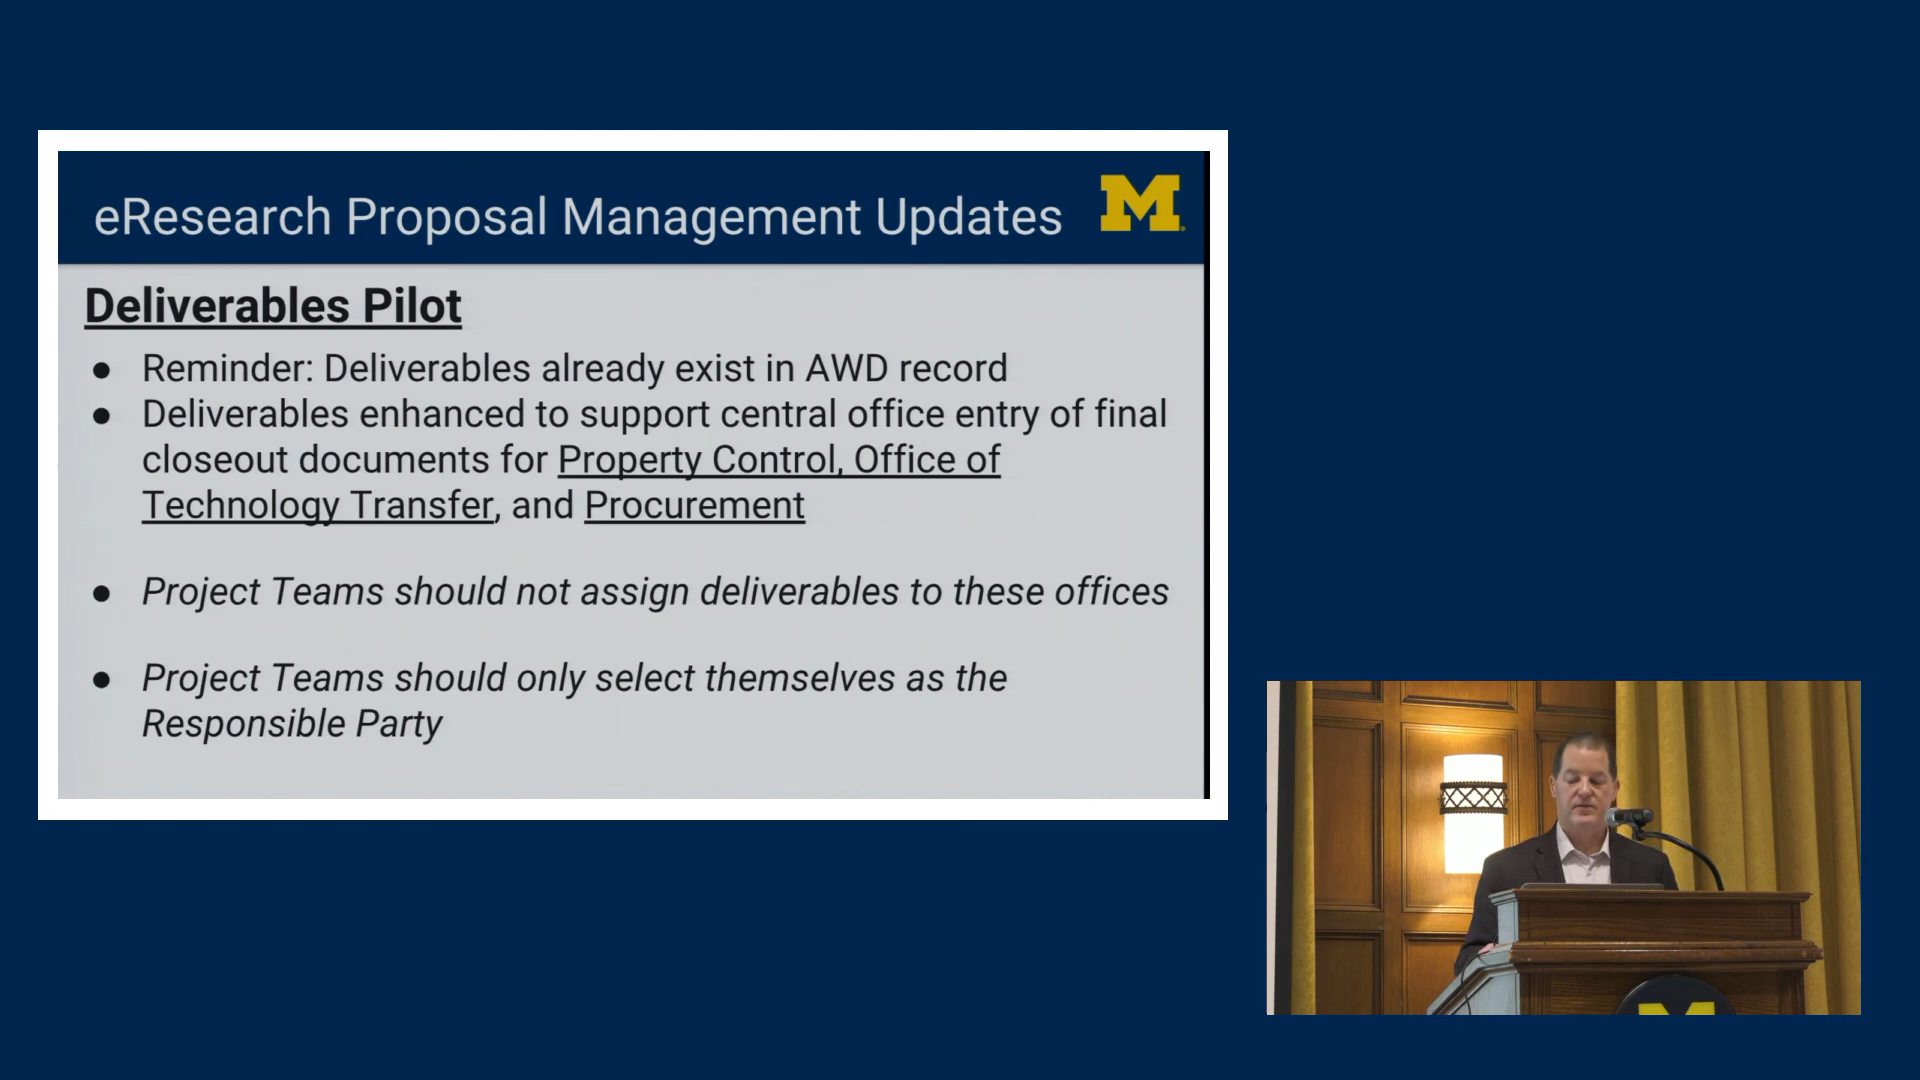 eResearch Proposal Management Updates
M
Deliverables Pilot
● Reminder: Deliverables already exist in AWD record
● Deliverables enhanced to support central office entry of final
closeout documents for Property Control, Office of
Technology Transfer, and Procurement
● Project Teams should not assign deliverables to these offices
● Project Teams should only select themselves as the
Responsible Party
M